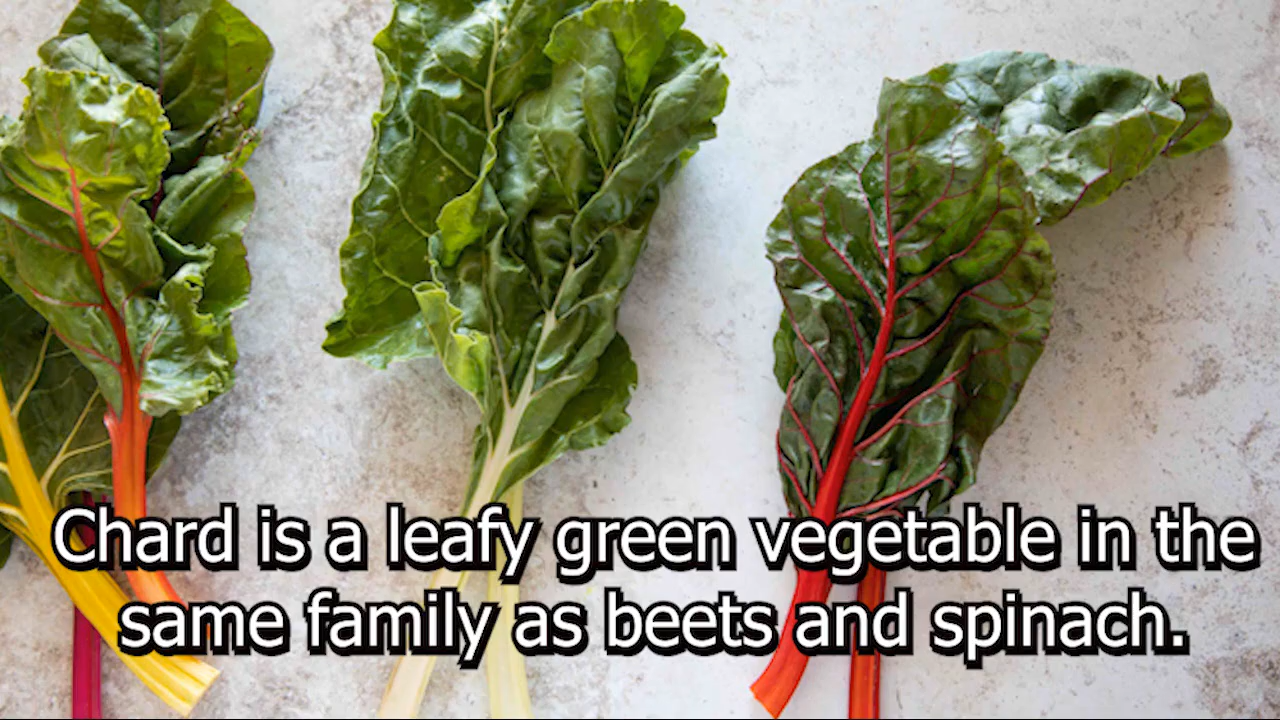 Chard is a leafy green vegetable in the
same family as beets and spinach.